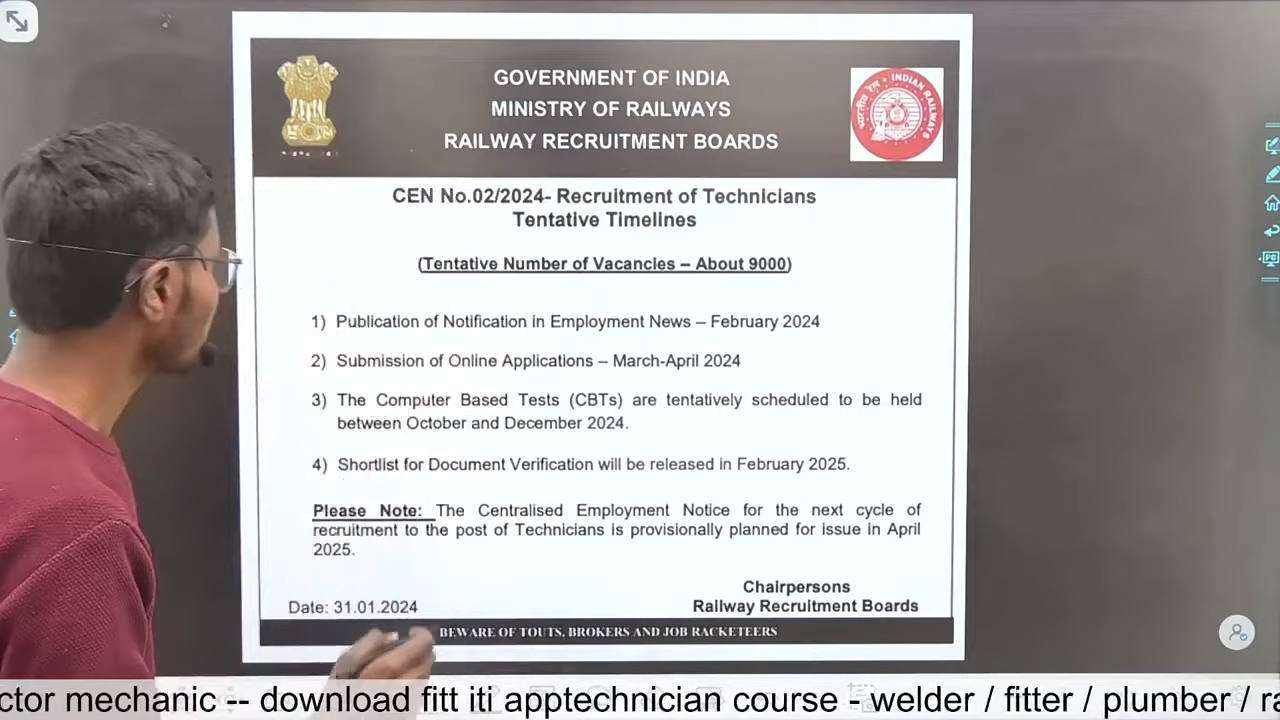 GOVERNMENT OF INDIA
MINISTRY OF RAILWAYS
RAILWAY RECRUITMENT BOARDS
INDIAN RAILWAYS
भारतीय रेल
CEN No.02/2024- Recruitment of Technicians
Tentative Timelines
(Tentative Number of Vacancies – About 9000)
1) Publication of Notification in Employment News – February 2024
2) Submission of Online Applications – March-April 2024
3) The Computer Based Tests (CBTs) are tentatively scheduled to be held
between October and December 2024.
4) Shortlist for Document Verification will be released in February 2025.
Please Note: The Centralised Employment Notice for the next cycle of
recruitment to the post of Technicians is provisionally planned for issue in April
2025.
Chairpersons
Date: 31.01.2024 Railway Recruitment Boards
BEWARE OF TOUTS, BROKERS AND JOB RACKETEERS
PC
ctor mechanic -- download fitt iti apptechnician course - welder / fitter / plumber / ra